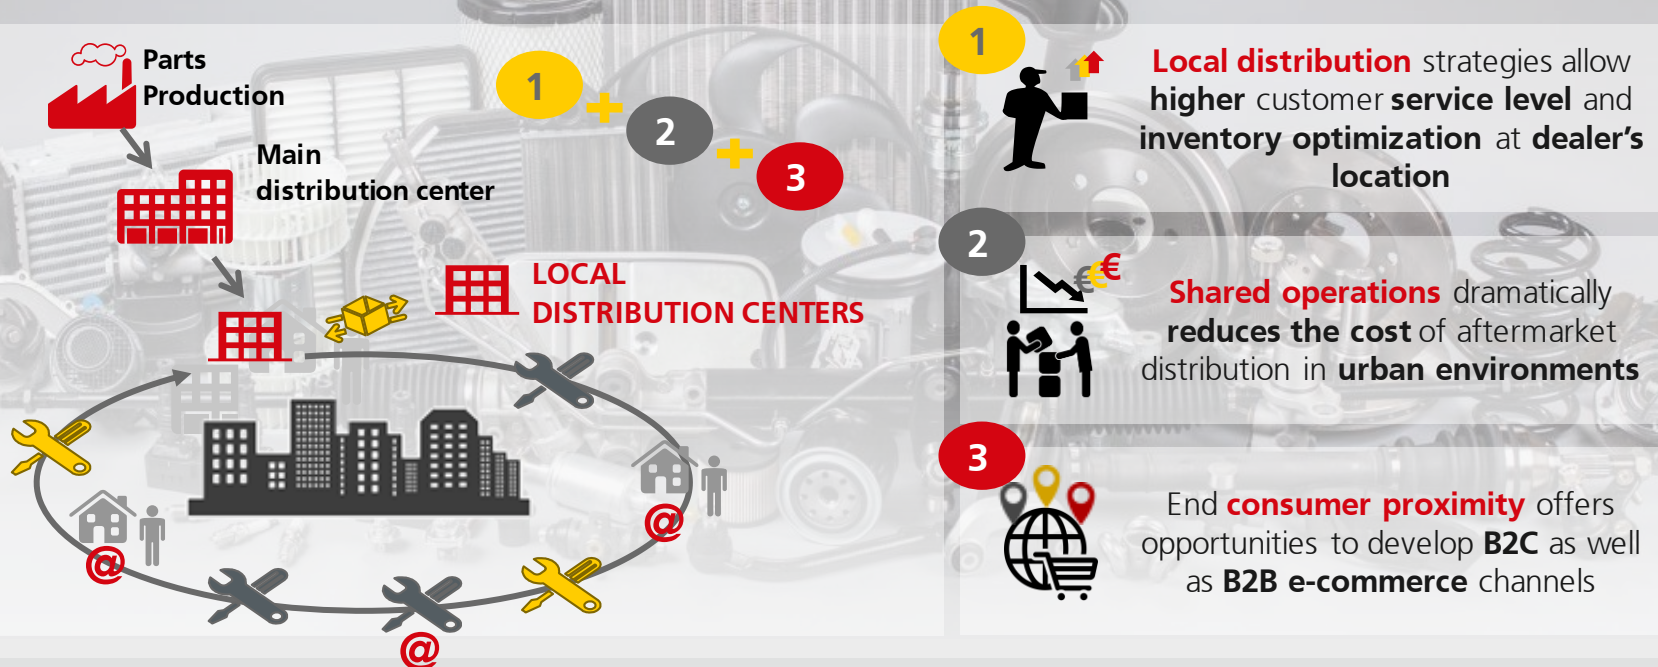 Parts
Production
Main
distribution center
1
2
3
LOCAL
DISTRIBUTION CENTERS
@
@
@
1
Local distribution strategies allow
higher customer service level and
inventory optimization at dealer's
location
2
€€€
Shared operations dramatically
reduces the cost of aftermarket
distribution in urban environments
3
End consumer proximity offers
opportunities to develop B2C as well
as B2B e-commerce channels